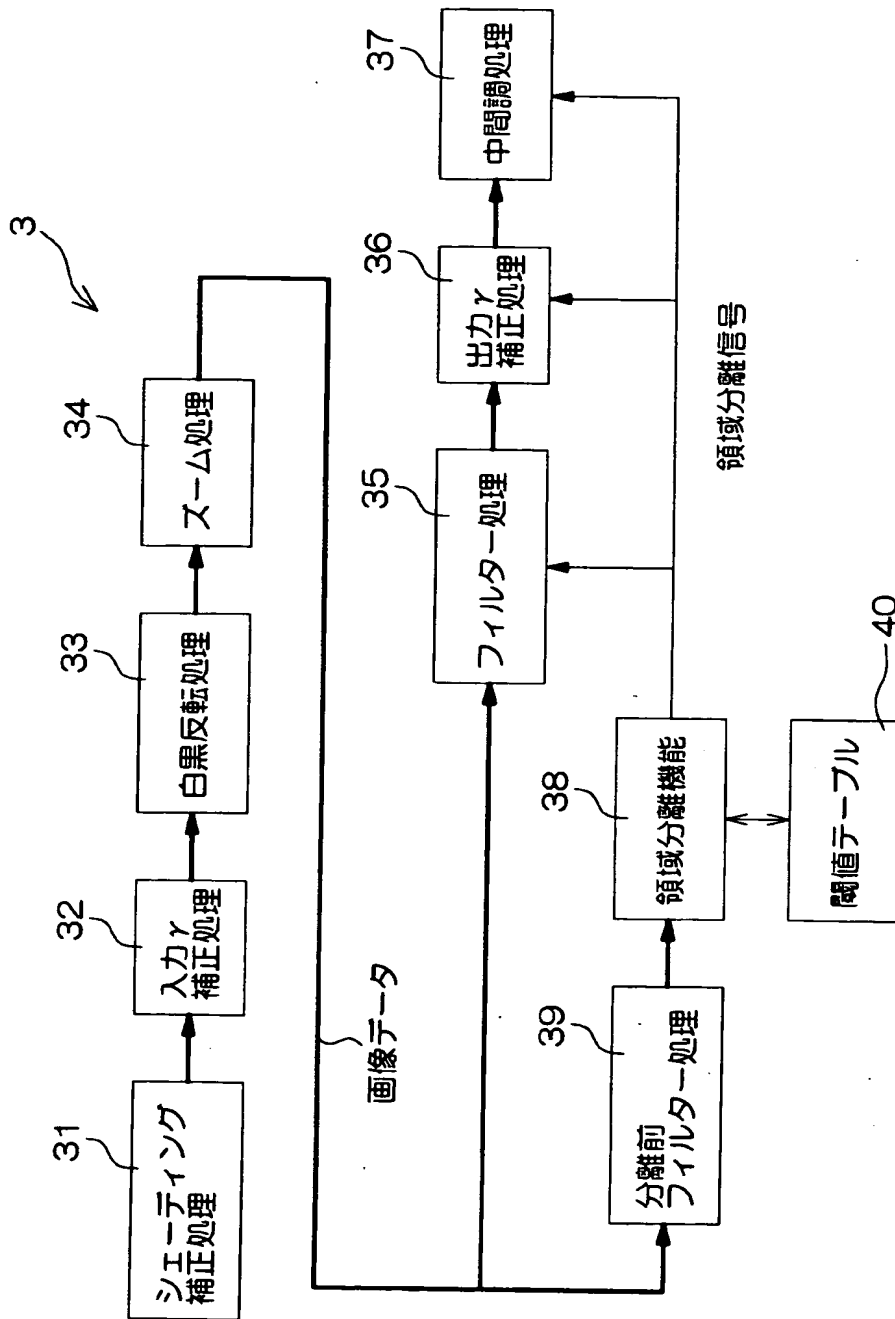 3
31
シェーディング
補正処理
32
入力γ
補正処理
33
白黒反転処理
34
ズーム処理
画像データ
35
フィルター処理
36
出力γ
補正処理
37
中間調処理
39
分離前
フィルター処理
38
領域分離機能
領域分離信号
40
閾値テーブル